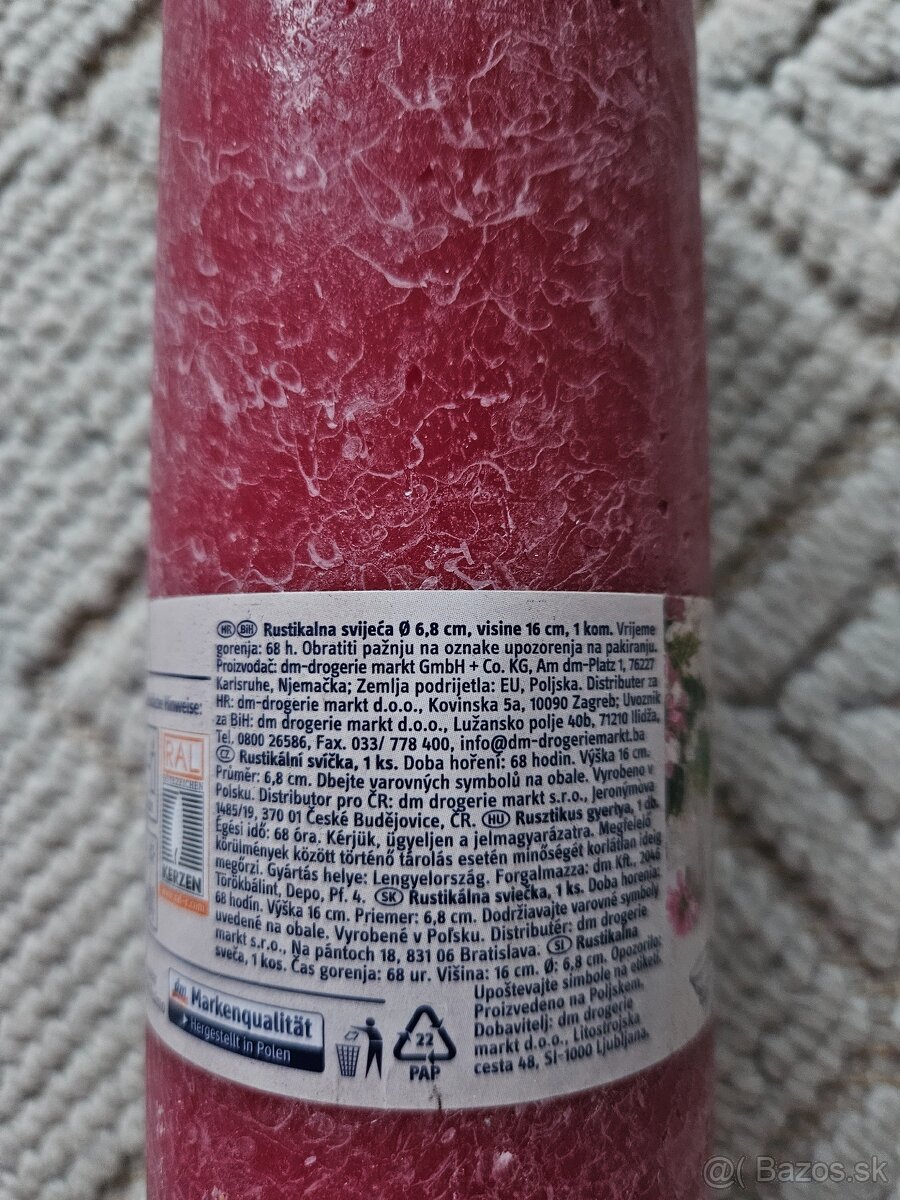 HR BiH Rustikalna svijeća Ø 6,8 cm, visine 16 cm, 1 kom. Vrijeme
gorenja: 68 h. Obratiti pažnju na oznake upozorenja na pakiranju.
Proizvođač: dm-drogerie markt GmbH + Co. KG, Am dm-Platz 1, 76227
Karlsruhe, Njemačka; Zemlja podrijetla: EU, Poljska. Distributer za
HR: dm-drogerie markt d.o.o., Kovinska 5a, 10090 Zagreb; Uvoznik
za BiH: dm drogerie markt d.o.o., Lužansko polje 40b, 71210 Ilidža,
Tel. 0800 26586, Fax. 033/ 778 400, info@dm-drogeriemarkt.ba
CZ Rustikální svíčka, 1 ks. Doba hoření: 68 hodin. Výška 16 cm.
Průměr: 6,8 cm. Dbejte varovných symbolů na obale. Vyrobeno v
Polsku. Distributor pro ČR: dm drogerie markt s.r.o., Jeronýmova
1485/19, 370 01 České Budějovice, ČR. HU Rusztikus gyertya, 1 db.
Égési idő: 68 óra. Kérjük, ügyeljen a jelmagyarázatra. Megfelelő
körülmények között történő tárolás esetén minőségét korlátlan ideig
megőrzi. Gyártás helye: Lengyelország. Forgalmazza: dm Kft., 2046
Törökbálint, Depo, Pf. 4. SK Rustikálna sviečka, 1 ks. Doba horenia:
68 hodin. Výška 16 cm. Priemer: 6,8 cm. Dodržiavajte varovné symboly
uvedené na obale. Vyrobené v Poľsku. Distributér: dm drogerie
markt s.r.o., Na pántoch 18, 831 06 Bratislava. SI Rustikalna
sveča, 1 kos. Čas gorenja: 68 ur. Višina: 16 cm. Ø: 6,8 cm. Opozorilo:
Upoštevajte simbole na etiketi.
Proizvedeno na Poljskem.
Dobavitelj: dm drogerie
markt d.o.o., Litostrojska
cesta 48, SI-1000 Ljubljana.
Hinweise:
RAL
GÜTEZEICHEN
KERZEN
dm Markenqualität
Hergestellt in Polen
22
PAP
@( Bazos.sk